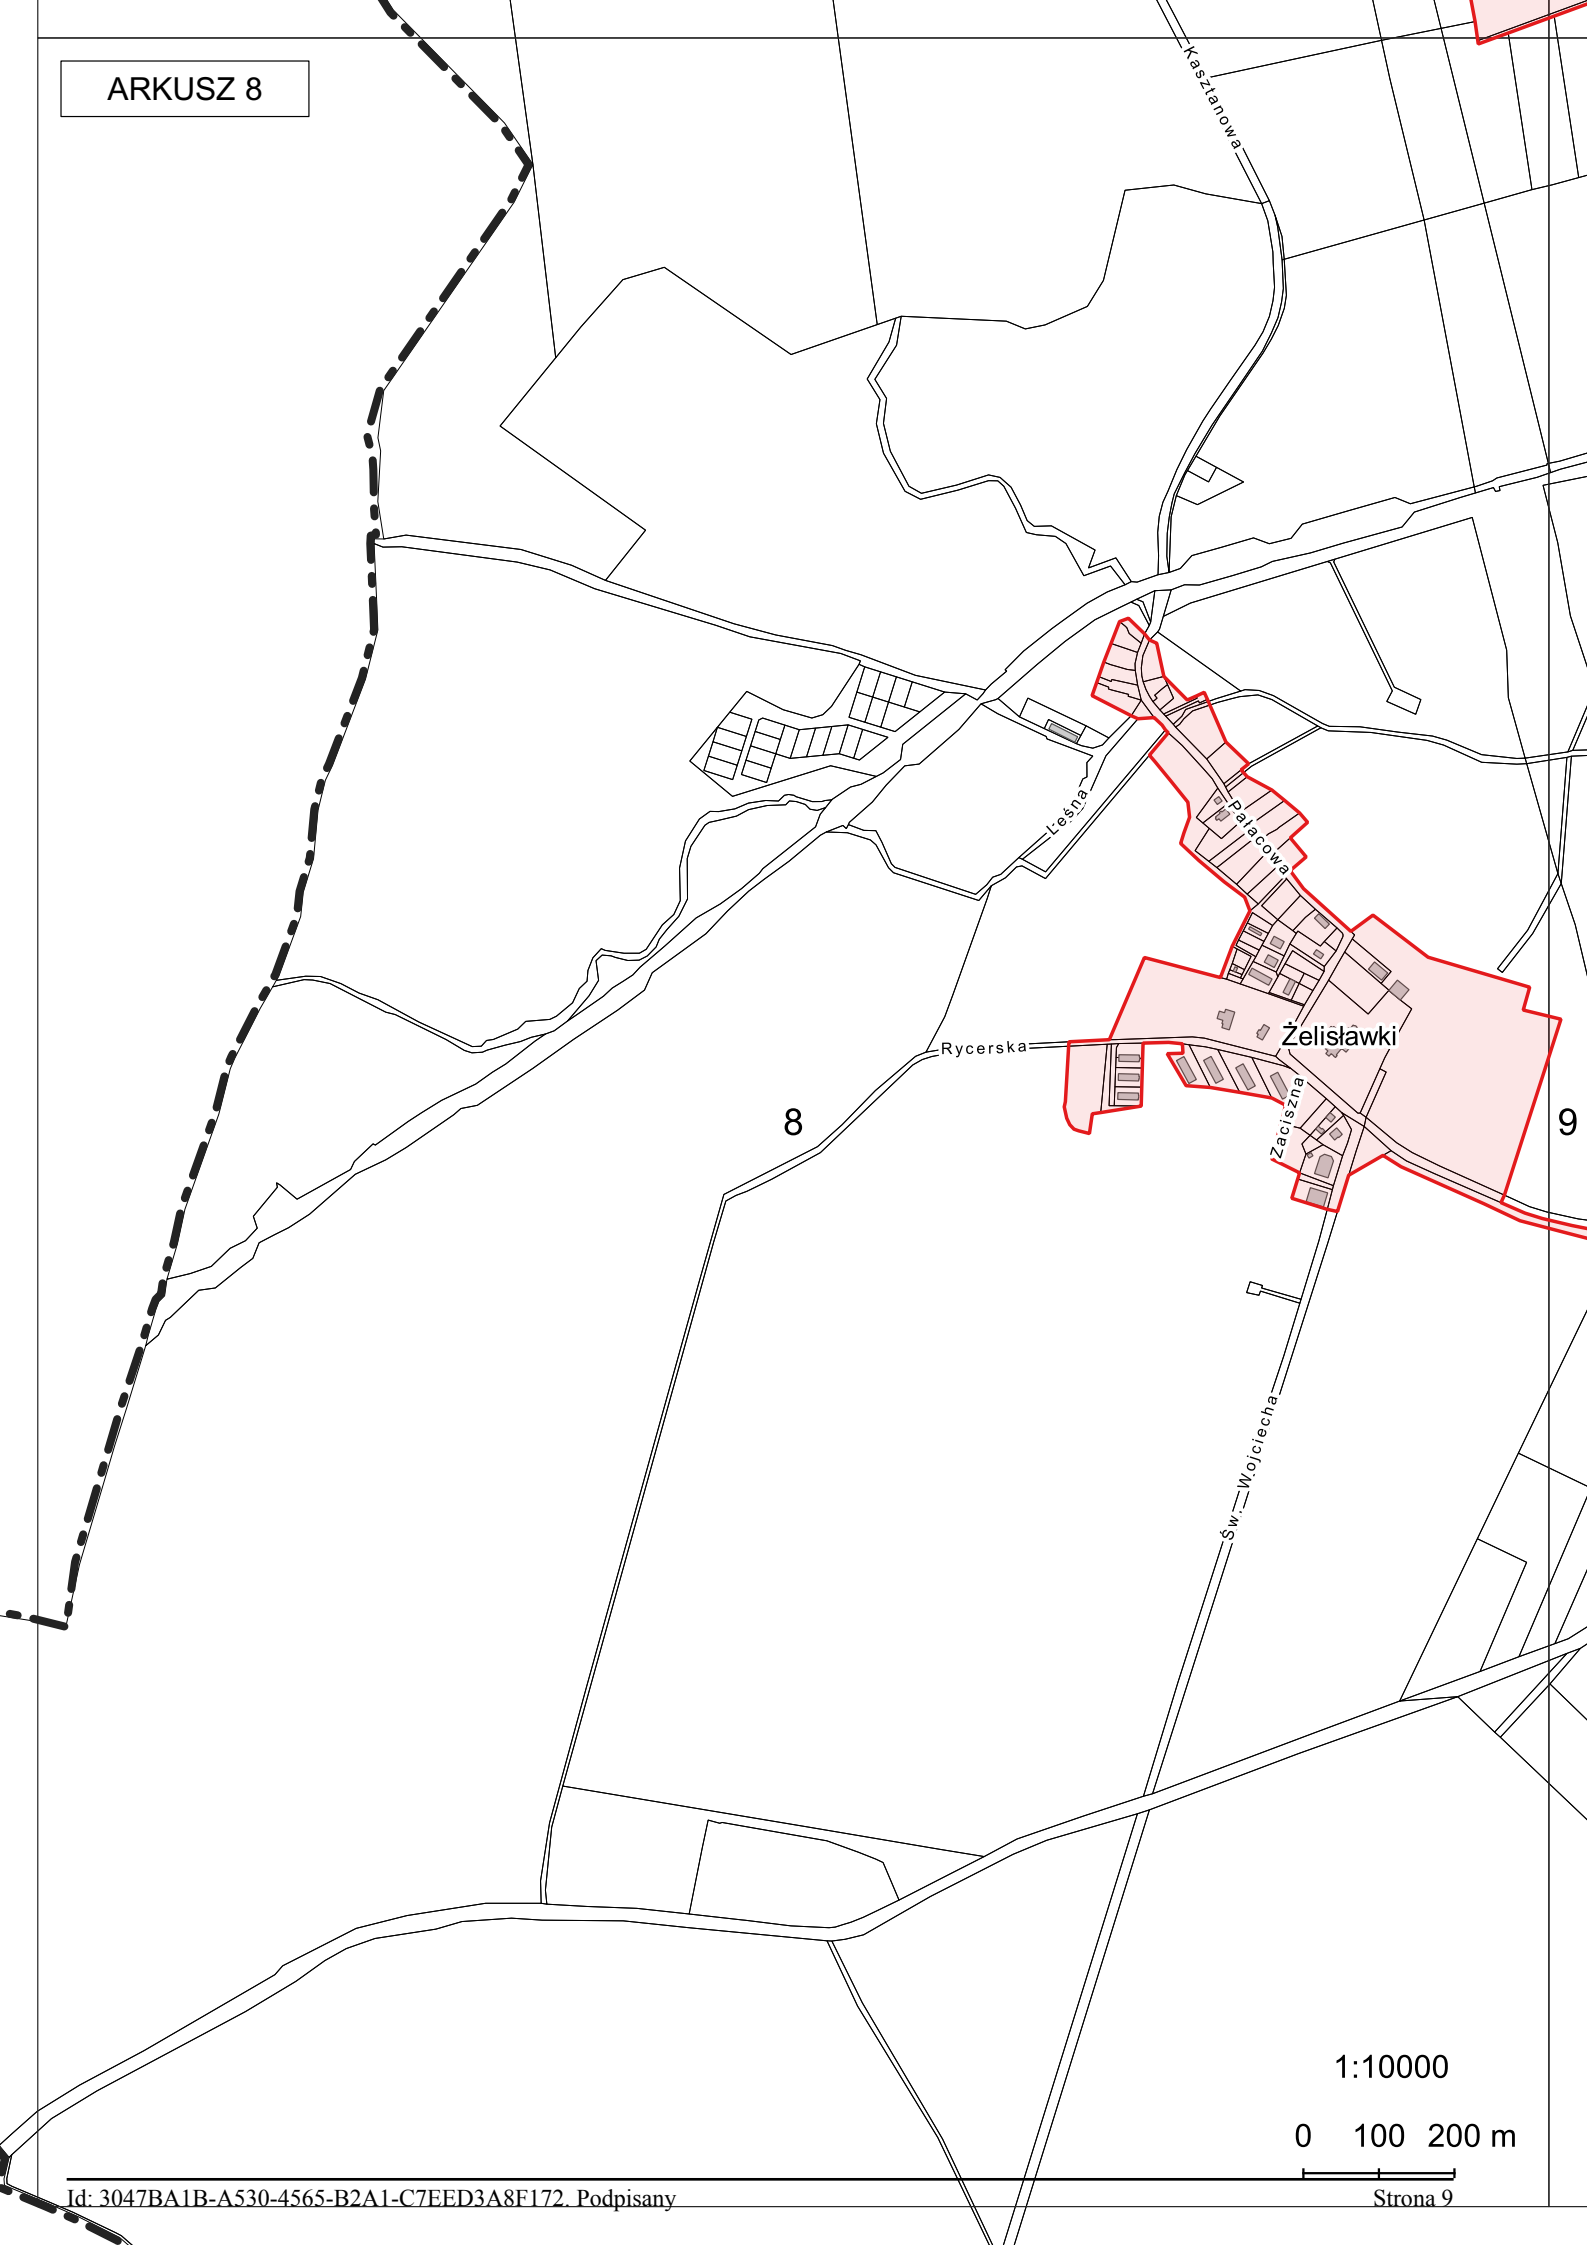 ARKUSZ 8
Kasztanowa
Leśna
Pałacowa
Żelisławki
Rycerska
Zaciszna
8
9
Św. Wojciecha
1:10000
0 100 200 m
Id: 3047BA1B-A530-4565-B2A1-C7EED3A8F172. Podpisany
Strona 9